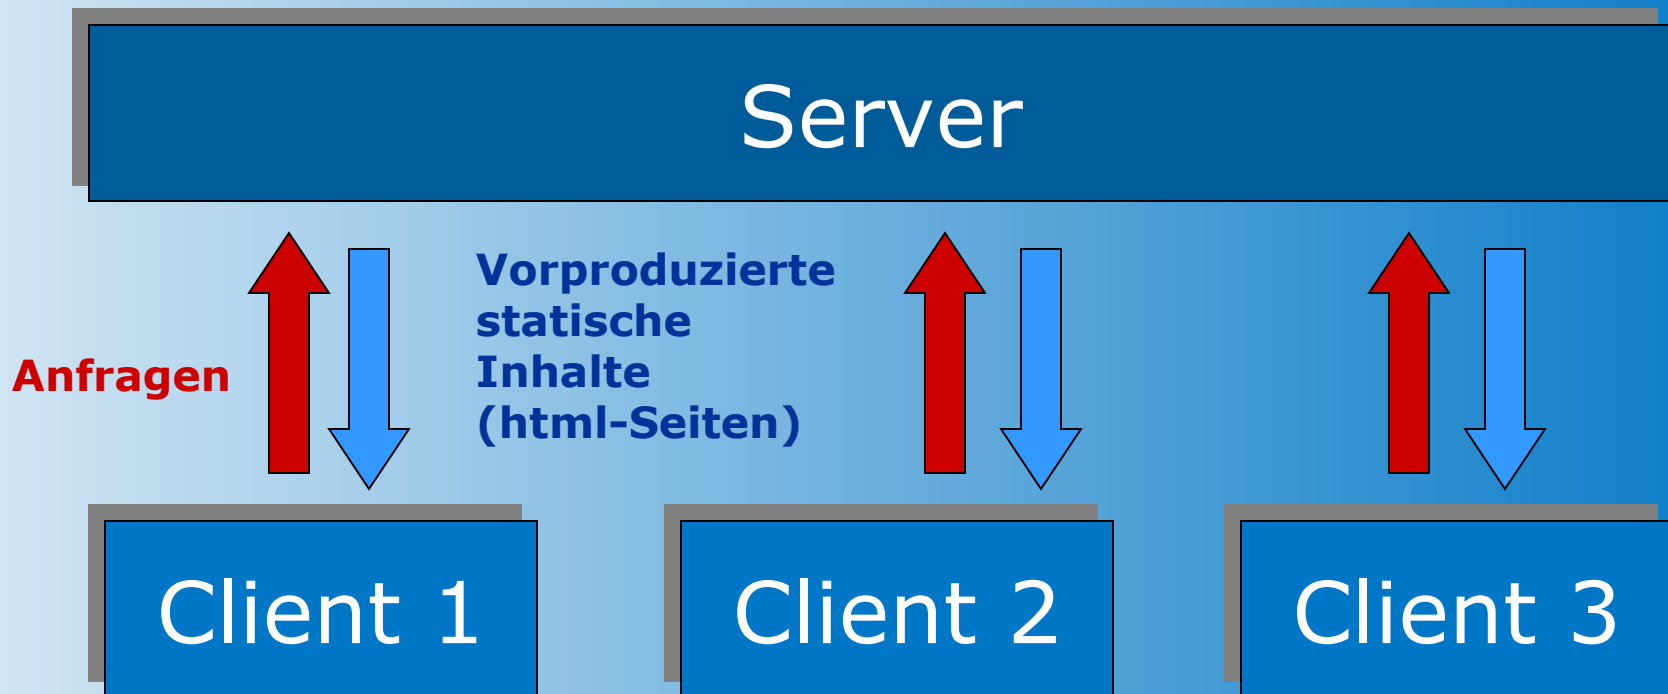 Server
Vorproduzierte
statische
Inhalte
(html-Seiten)
Anfragen
Client 1
Client 2
Client 3